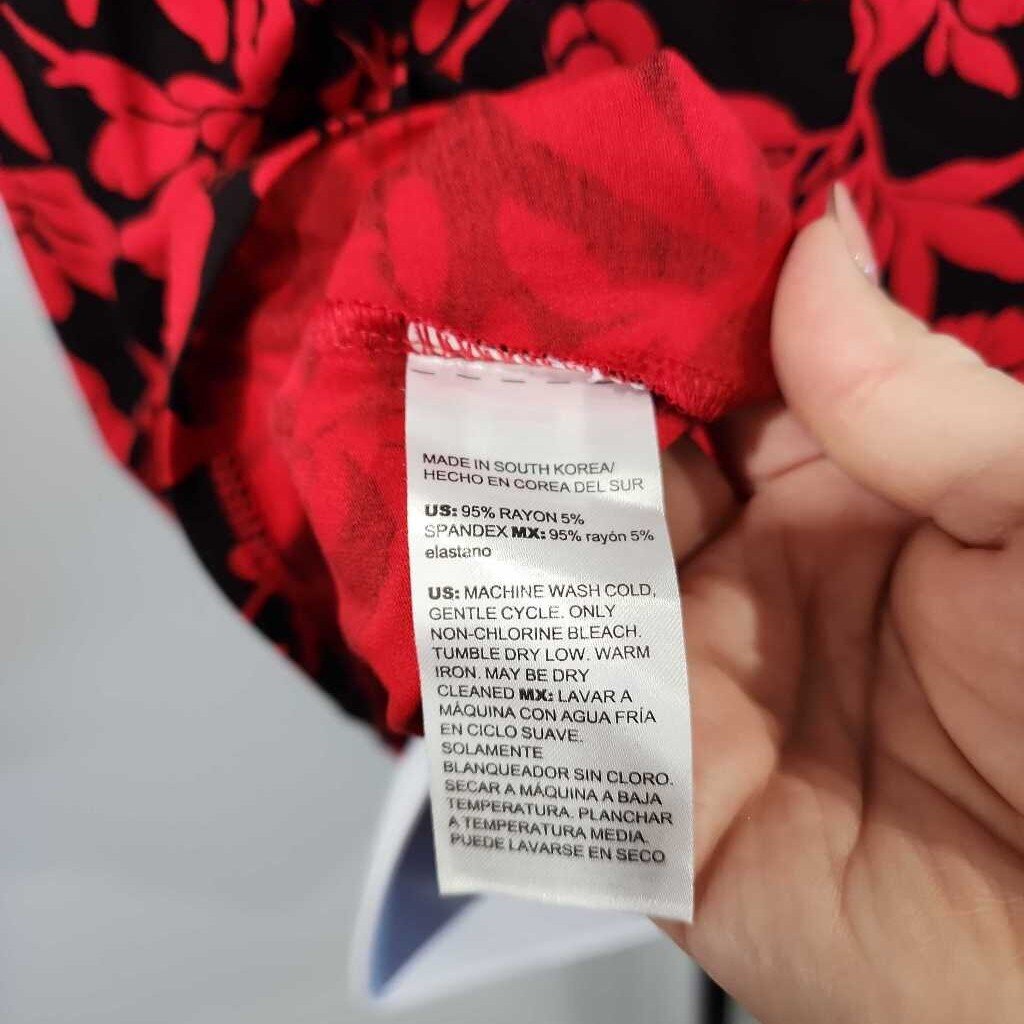 MADE IN SOUTH KOREA/
HECHO EN COREA DEL SUR
US: 95% RAYON 5%
SPANDEX MX: 95% rayón 5%
elastano
US: MACHINE WASH COLD,
GENTLE CYCLE. ONLY
NON-CHLORINE BLEACH.
TUMBLE DRY LOW. WARM
IRON. MAY BE DRY
CLEANED MX: LAVAR A
MÁQUINA CON AGUA FRÍA
EN CICLO SUAVE.
SOLAMENTE
BLANQUEADOR SIN CLORO.
SECAR A MÁQUINA A BAJA
TEMPERATURA. PLANCHAR
A TEMPERATURA MEDIA.
PUEDE LAVARSE EN SECO